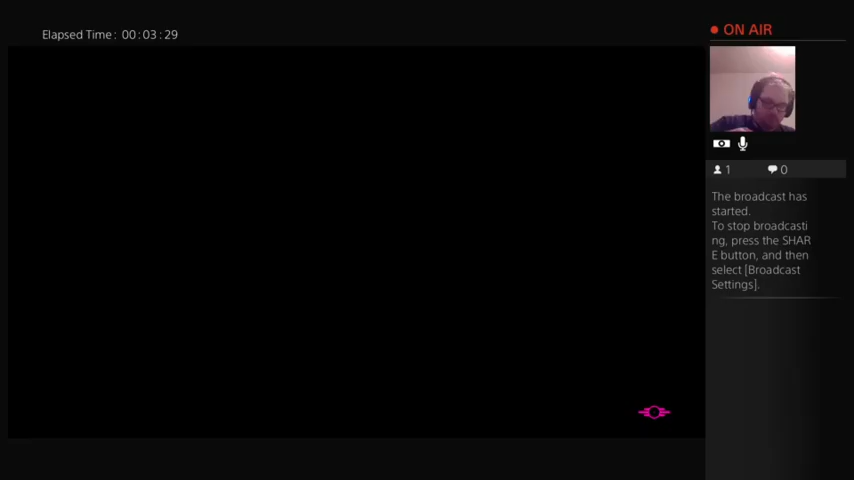 Elapsed Time: 00:03:29
ON AIR
1 0
The broadcast has
started.
To stop broadcasti
ng, press the SHAR
E button, and then
select [Broadcast
Settings].